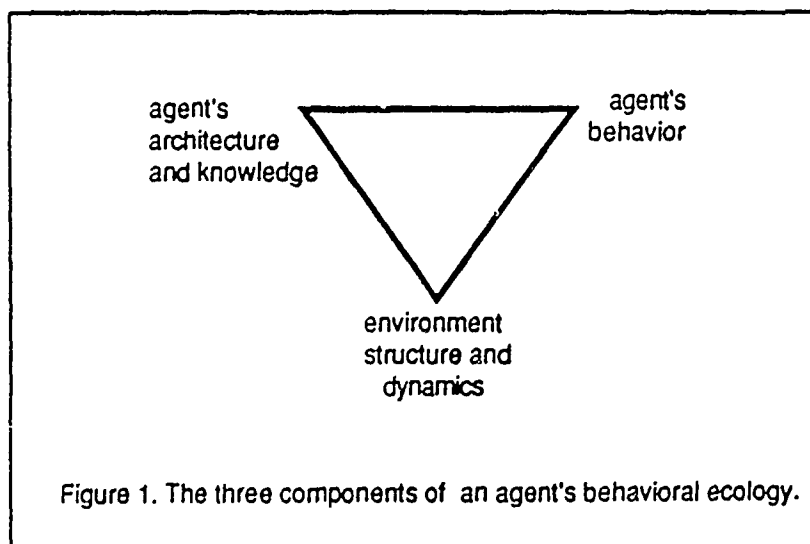 agent's
architecture
and knowledge
agent's
behavior
environment
structure and
dynamics
Figure 1. The three components of an agent's behavioral ecology.